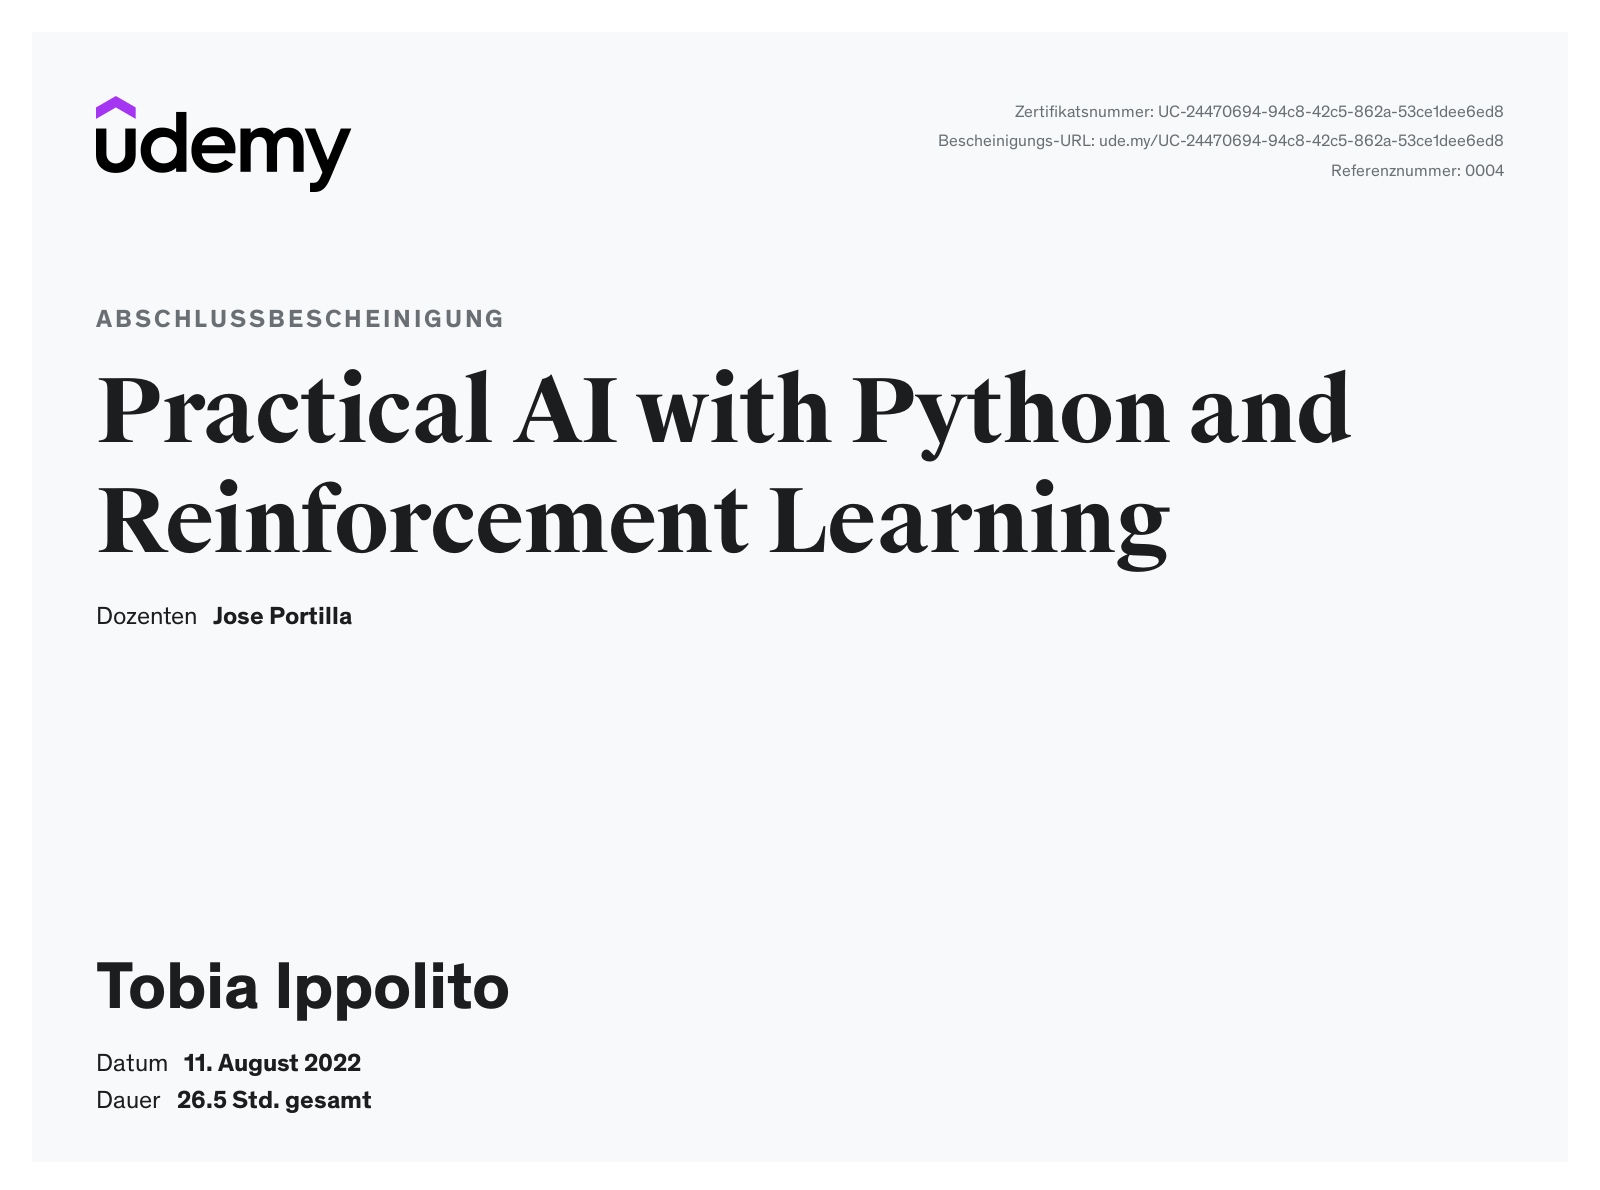 udemy
Zertifikatsnummer: UC-24470694-94c8-42c5-862a-53ce1dee6ed8
Bescheinigungs-URL: ude.my/UC-24470694-94c8-42c5-862a-53ce1dee6ed8
Referenznummer: 0004
ABSCHLUSSBESCHEINIGUNG
Practical AI with Python and
Reinforcement Learning
Dozenten Jose Portilla
Tobia Ippolito
Datum 11. August 2022
Dauer 26.5 Std. gesamt